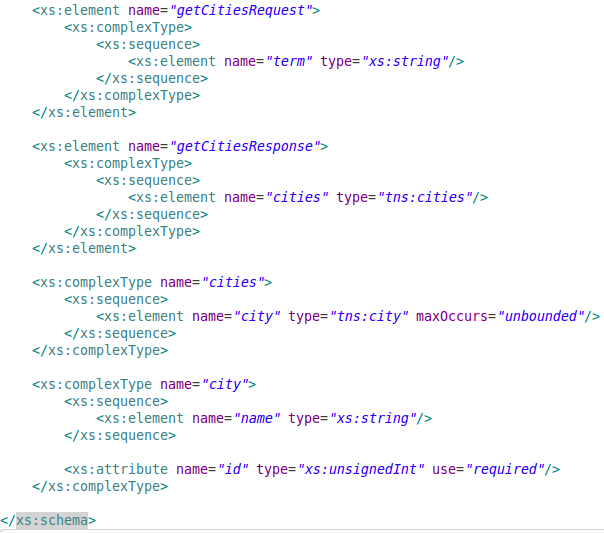 <xs:element name="getCitiesRequest">
<xs:complexType>
<xs:sequence>
<xs:element name="term" type="xs:string"/>
</xs:sequence>
</xs:complexType>
</xs:element>
<xs:element name="getCitiesResponse">
<xs:complexType>
<xs:sequence>
<xs:element name="cities" type="tns:cities"/>
</xs:sequence>
</xs:complexType>
</xs:element>
<xs:complexType name="cities">
<xs:sequence>
<xs:element name="city" type="tns:city" maxOccurs="unbounded"/>
</xs:sequence>
</xs:complexType>
<xs:complexType name="city">
<xs:sequence>
<xs:element name="name" type="xs:string"/>
</xs:sequence>
<xs:attribute name="id" type="xs:unsignedInt" use="required"/>
</xs:complexType>
</xs:schema>